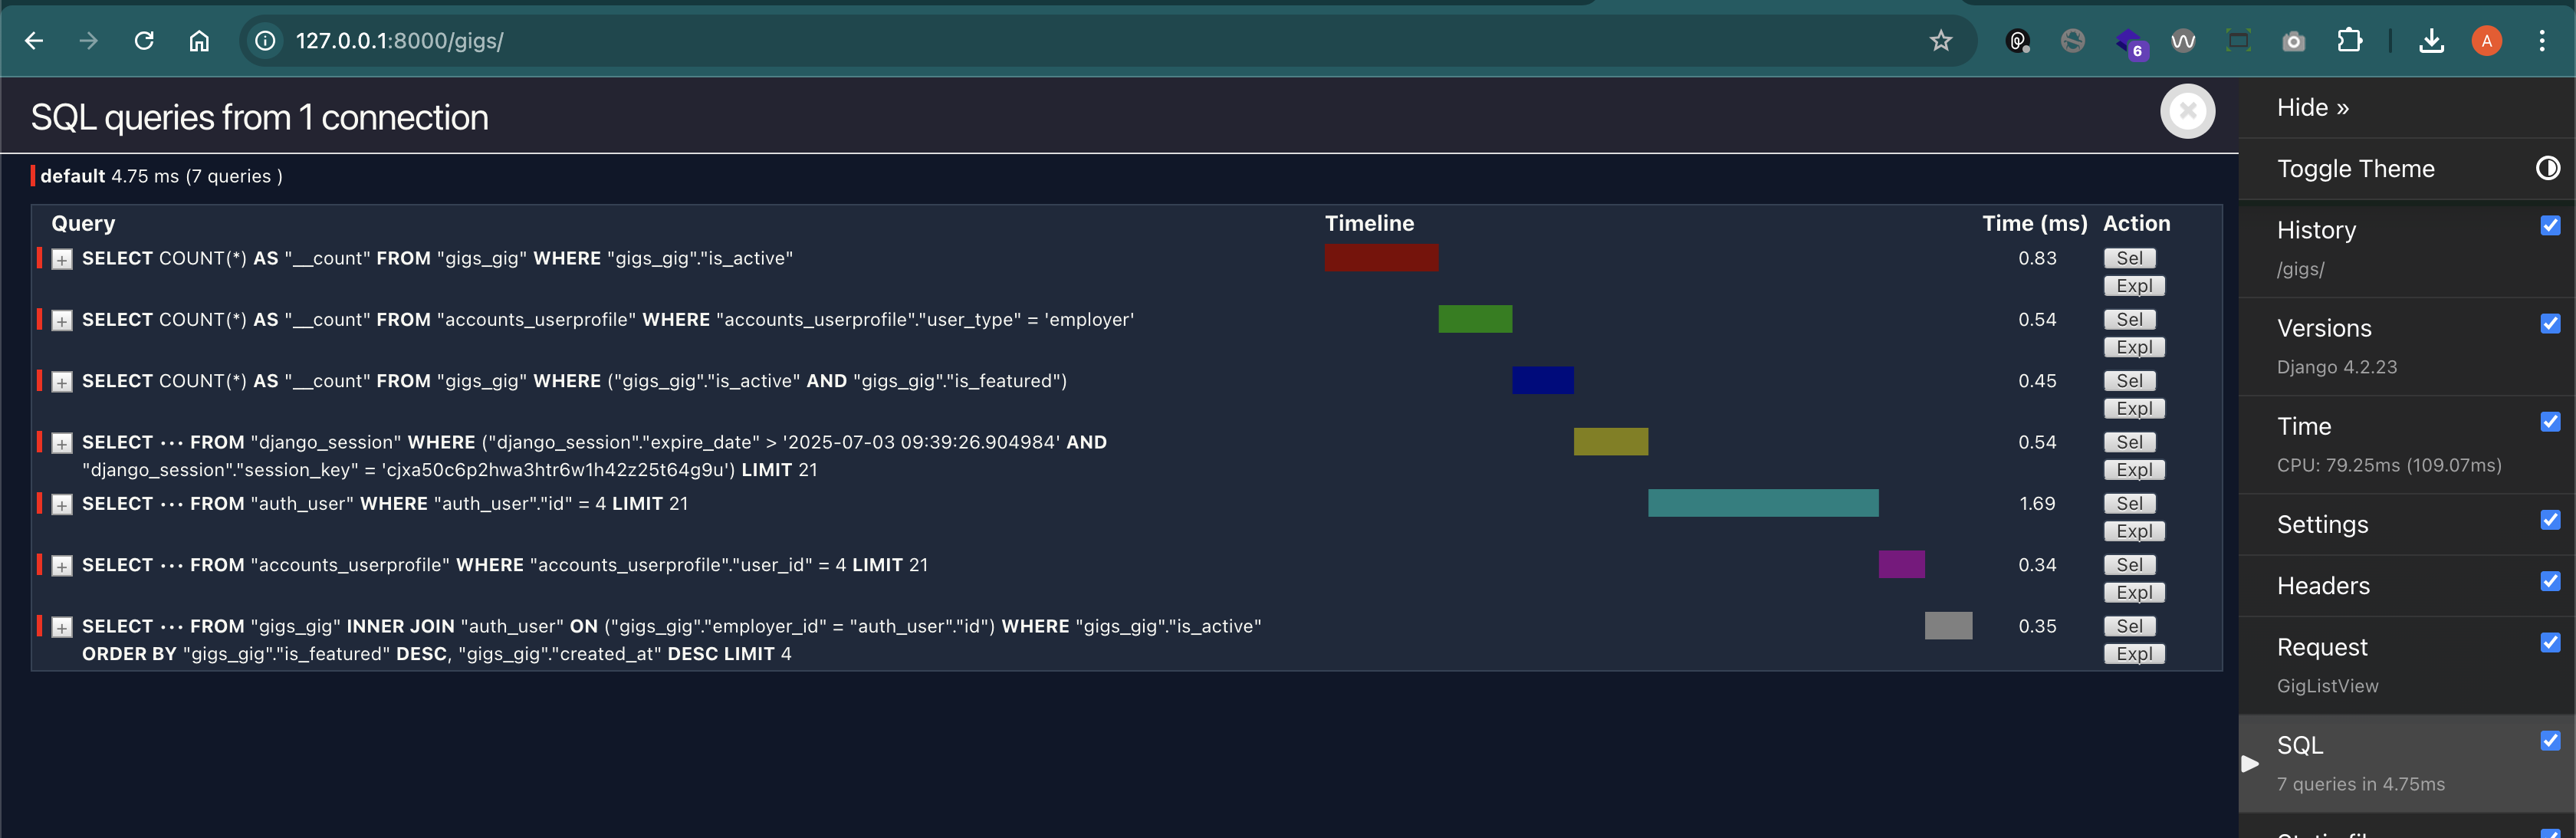 127.0.0.1:8000/gigs/
6
A
SQL queries from 1 connection
Hide »
Toggle Theme
default 4.75 ms (7 queries )
Query Timeline Time (ms) Action
SELECT COUNT(*) AS "__count" FROM "gigs_gig" WHERE "gigs_gig"."is_active" 0.83 Sel
Expl
SELECT COUNT(*) AS "__count" FROM "accounts_userprofile" WHERE "accounts_userprofile"."user_type" = 'employer' 0.54 Sel
Expl
SELECT COUNT(*) AS "__count" FROM "gigs_gig" WHERE ("gigs_gig"."is_active" AND "gigs_gig"."is_featured") 0.45 Sel
Expl
SELECT ••• FROM "django_session" WHERE ("django_session"."expire_date" > '2025-07-03 09:39:26.904984' AND 0.54 Sel
"django_session"."session_key" = 'cjxa50c6p2hwa3htr6w1h42z25t64g9u') LIMIT 21 Expl
SELECT ••• FROM "auth_user" WHERE "auth_user"."id" = 4 LIMIT 21 1.69 Sel
Expl
SELECT ••• FROM "accounts_userprofile" WHERE "accounts_userprofile"."user_id" = 4 LIMIT 21 0.34 Sel
Expl
SELECT ••• FROM "gigs_gig" INNER JOIN "auth_user" ON ("gigs_gig"."employer_id" = "auth_user"."id") WHERE "gigs_gig"."is_active" 0.35 Sel
ORDER BY "gigs_gig"."is_featured" DESC, "gigs_gig"."created_at" DESC LIMIT 4 Expl
History
/gigs/
Versions
Django 4.2.23
Time
CPU: 79.25ms (109.07ms)
Settings
Headers
Request
GigListView
SQL
7 queries in 4.75ms